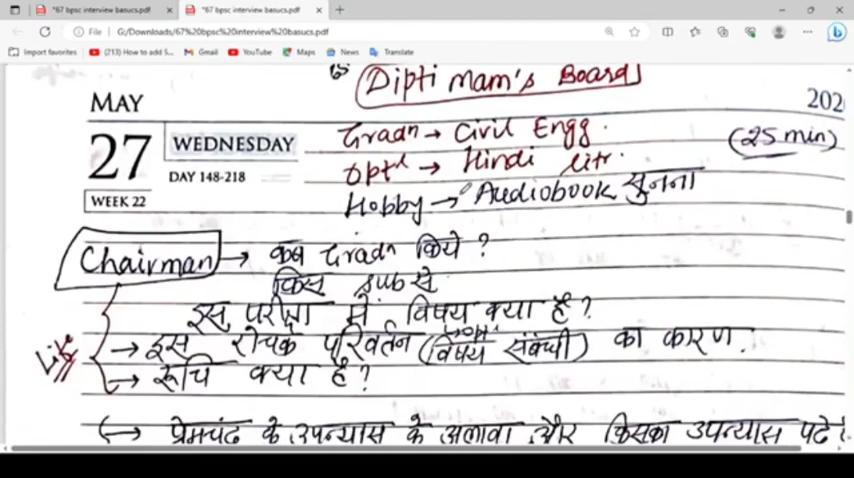 *67 bpsc interview basucs.pdf
*67 bpsc interview basucs.pdf
File | G:/Downloads/67%20bpsc%20interview%20basucs.pdf
Import favorites (213) How to add S... Gmail YouTube Maps News Translate
Dipti mam's Board
MAY 202
27 WEDNESDAY
DAY 148-218
WEEK 22
Gradn → Civil Engg.
(25 min)
Optl → Hindi litr.
Hobby → Audiobook सुनना
Chairman → कब Gradn किये ?
किस sub से
इस परीक्षा में विषय क्या है ?
→ इस रोचक परिवर्तन (विषय संबंधी) का कारण.
→ रूचि क्या है ?
→ प्रेमचंद के उपन्यास के अलावा और किसका उपन्यास पढे